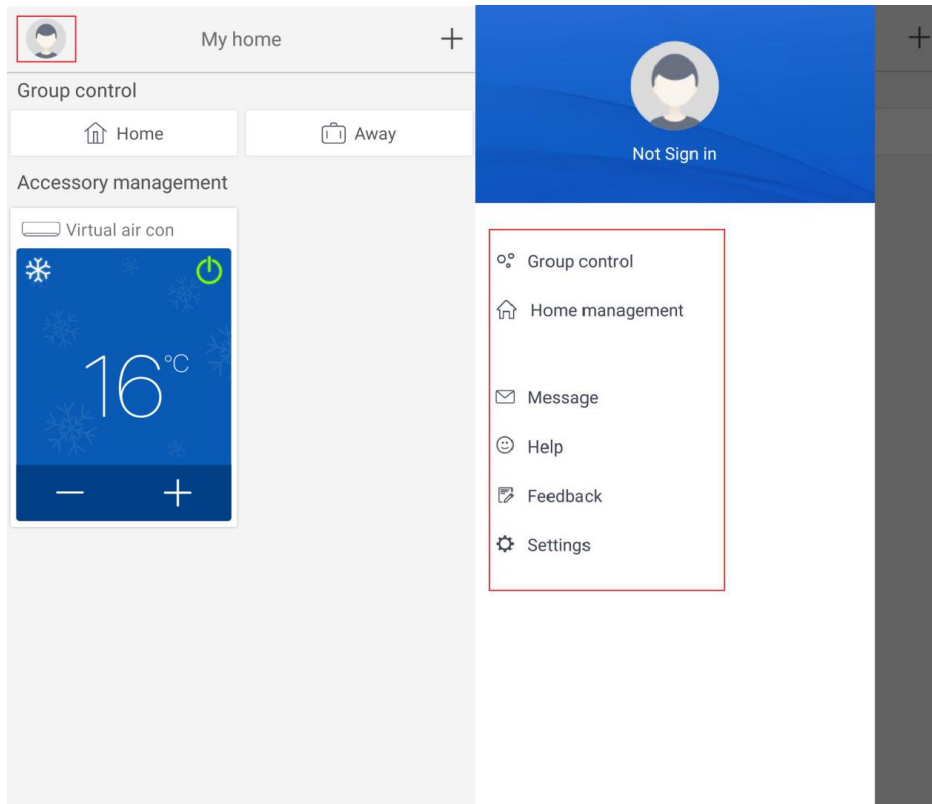 My home
Group control
Home
Away
Accessory management
Virtual air con
16°C
Not Sign in
Group control
Home management
Message
Help
Feedback
Settings